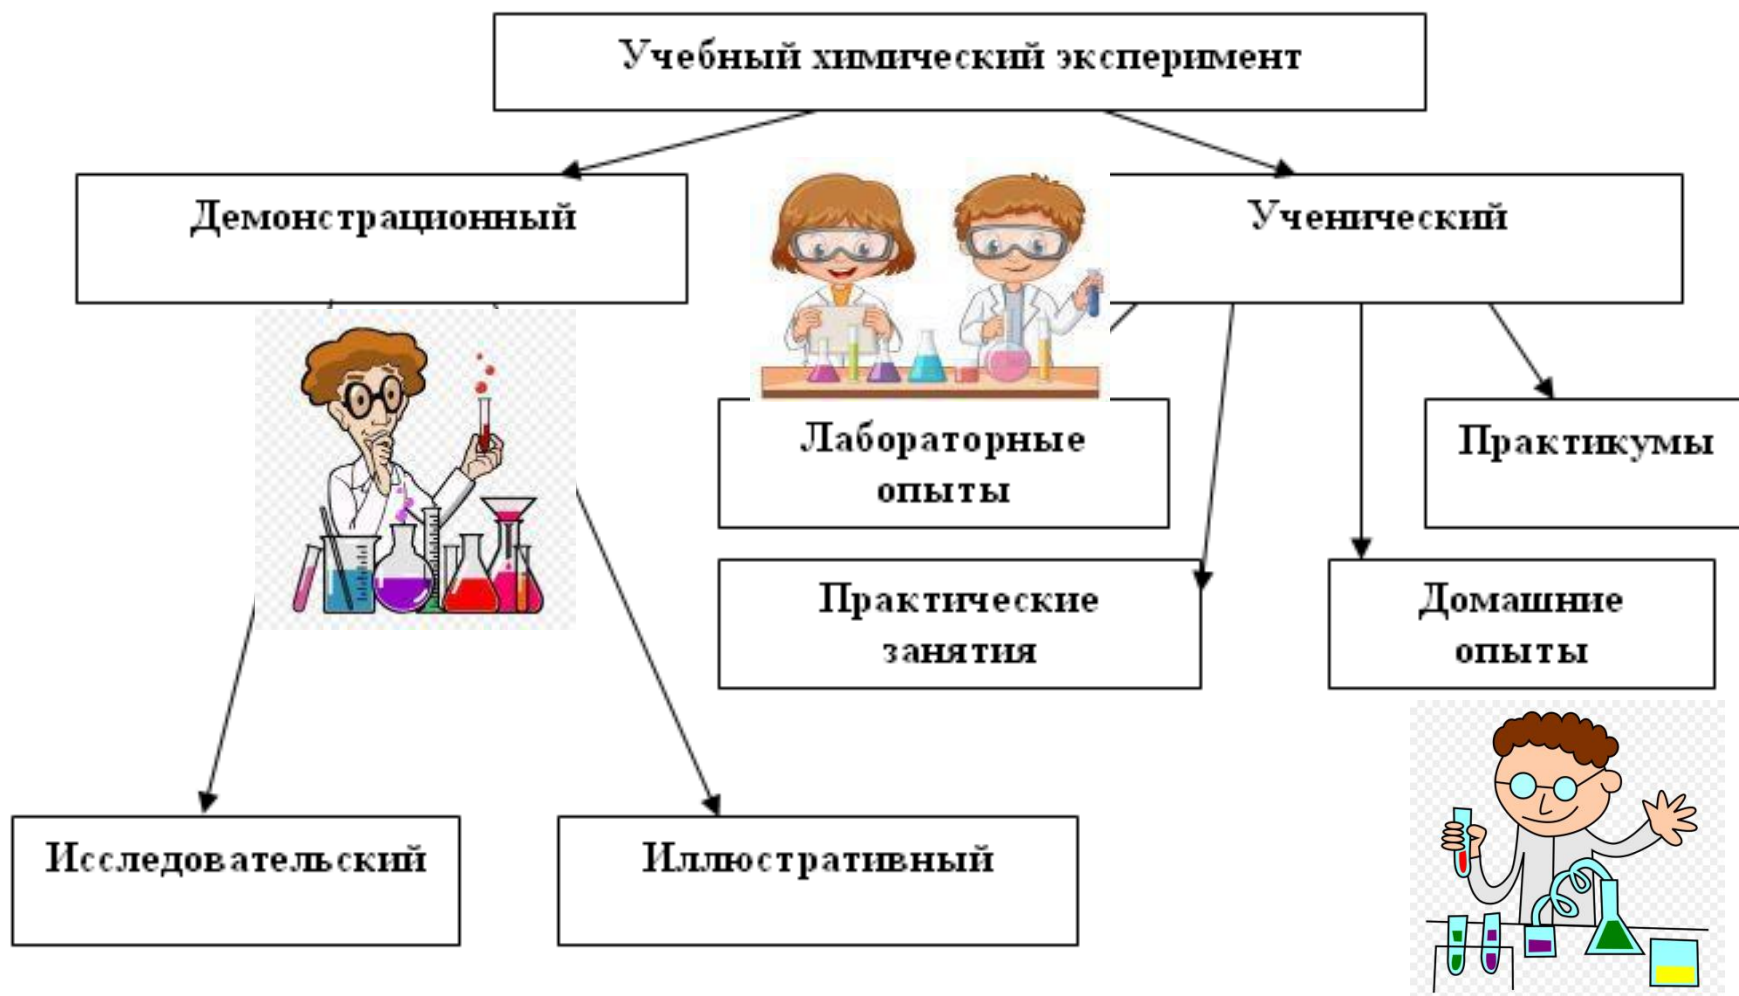 Учебный химический эксперимент
Демонстрационный
Ученический
Лабораторные
опыты
Практикумы
Практические
занятия
Домашние
опыты
Исследовательский
Иллюстративный